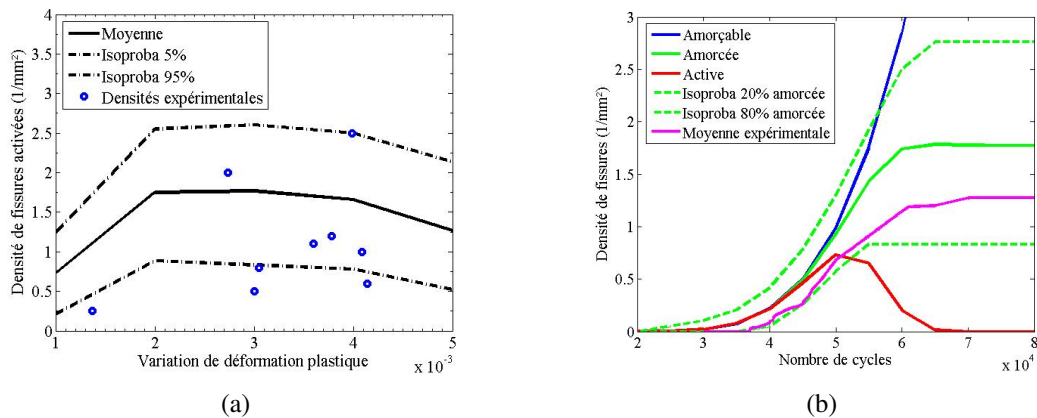 4
3.5
3
2.5
2
1.5
1
0.5
0
Densité de fissures activées (1/mm²)
Moyenne
Isoproba 5%
Isoproba 95%
Densités expérimentales
1
2
3
4
5
Variation de déformation plastique
x 10⁻³
(a)
3
2.5
2
1.5
1
0.5
0
Densité de fissures (1/mm²)
Amorçable
Amorcée
Active
Isoproba 20% amorcée
Isoproba 80% amorcée
Moyenne expérimentale
2
3
4
5
6
7
8
Nombre de cycles
x 10⁴
(b)